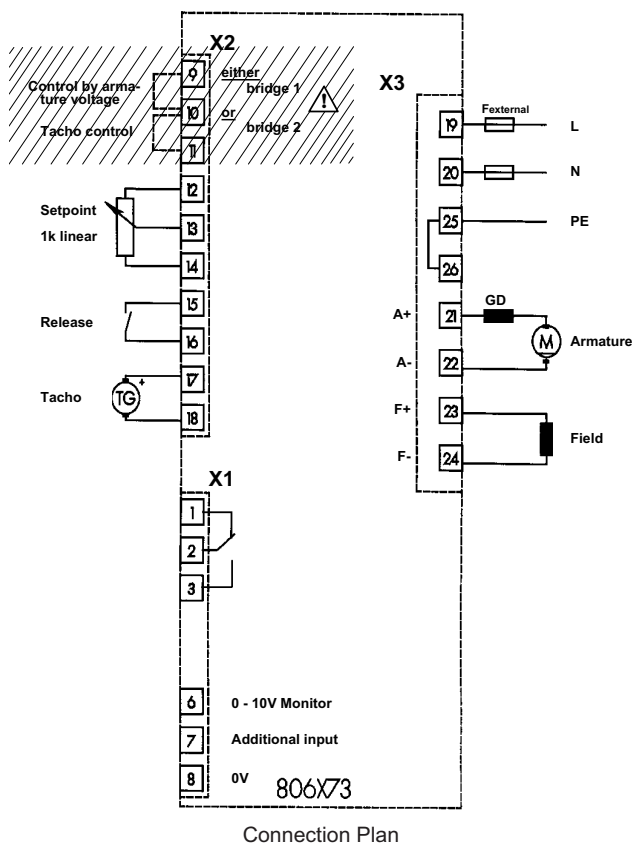 X2
Control by arma-
ture voltage
9
either
bridge 1
10
or
Tacho control
bridge 2
11
Setpoint
1k linear
12
13
14
Release
15
16
Tacho
TG
+
17
18
X1
1
2
3
6
0 - 10V Monitor
7
Additional input
8
0V
806X73
X3
19
Fexternal
L
20
N
25
PE
26
A+
21
GD
M
Armature
A-
22
F+
23
Field
F-
24
Connection Plan